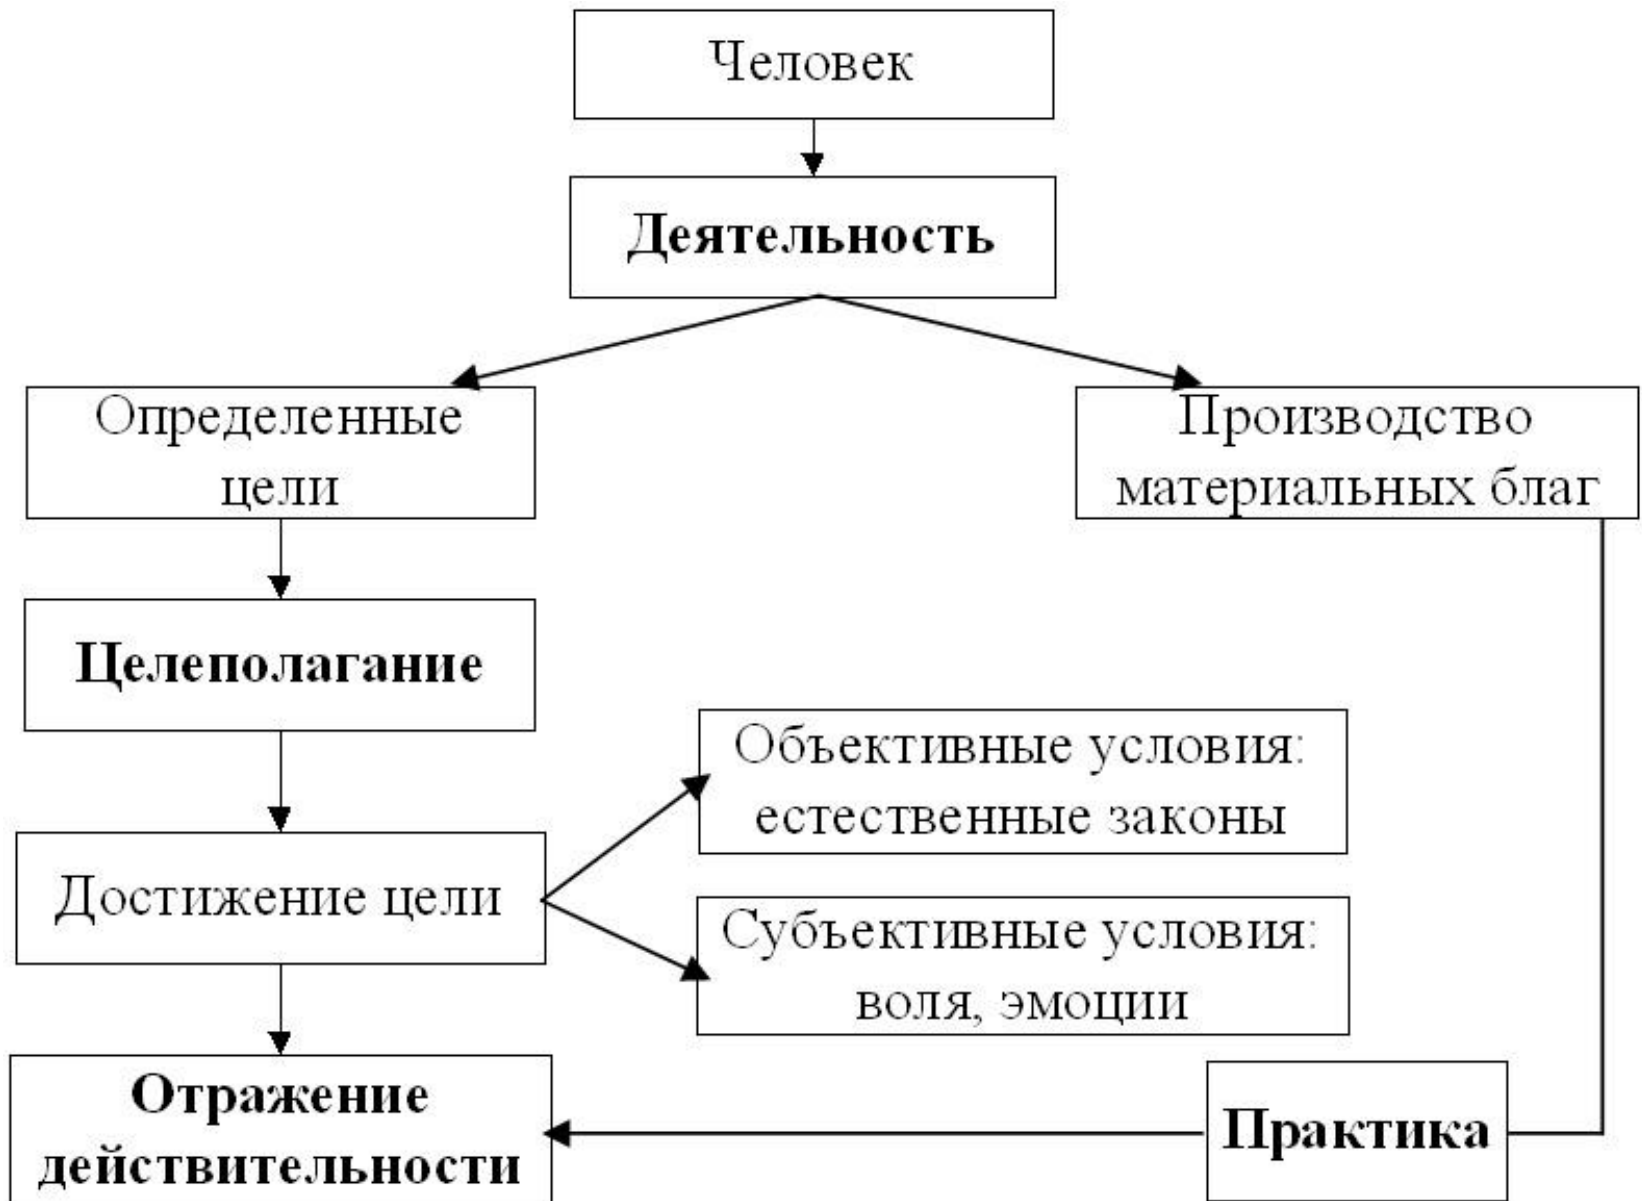 Человек
Деятельность
Определенные
цели
Производство
материальных благ
Целеполагание
Объективные условия:
естественные законы
Достижение цели
Субъективные условия:
воля, эмоции
Отражение
действительности
Практика